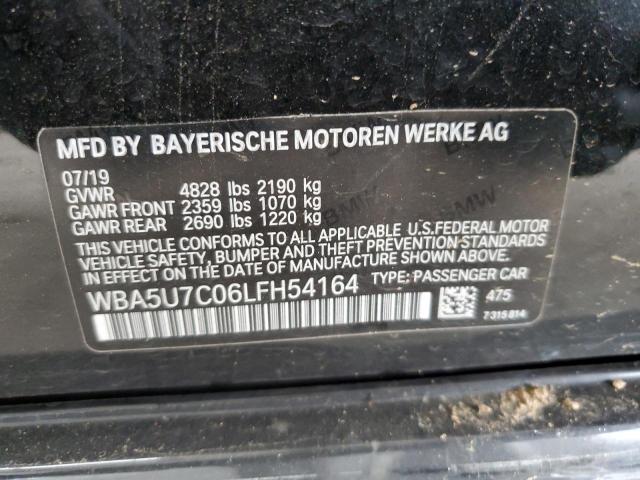 MFD BY BAYERISCHE MOTOREN WERKE AG
07/19
GVWR 4828 lbs 2190 kg
GAWR FRONT 2359 lbs 1070 kg
GAWR REAR 2690 lbs 1220 kg
THIS VEHICLE CONFORMS TO ALL APPLICABLE U.S.FEDERAL MOTOR
VEHICLE SAFETY, BUMPER AND THEFT PREVENTION STANDARDS
IN EFFECT ON THE DATE OF MANUFACTURE SHOWN ABOVE.
WBA5U7C06LFH54164 TYPE: PASSENGER CAR
475
7315814